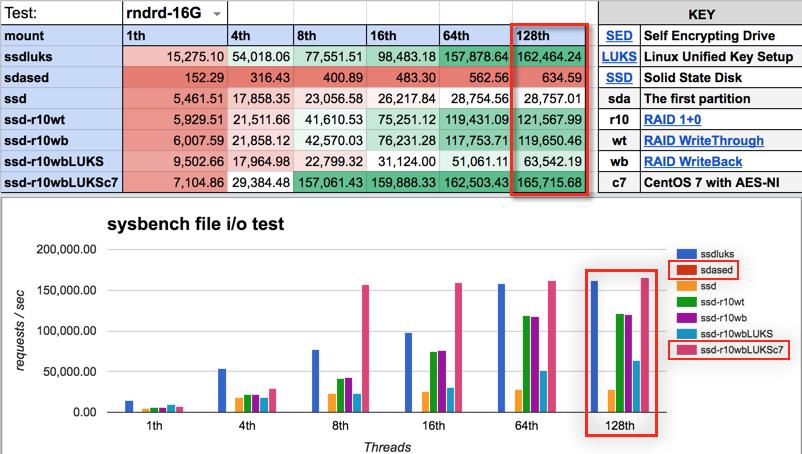 Test: rndrd-16G KEY
mount 1th 4th 8th 16th 64th 128th SED Self Encrypting Drive
ssdluks 15,275.10 54,018.06 77,551.51 98,483.18 157,878.64 162,464.24 LUKS Linux Unified Key Setup
sdased 152.29 316.43 400.89 483.30 562.56 634.59 SSD Solid State Disk
ssd 5,461.51 17,858.35 23,056.58 26,217.84 28,754.56 28,757.01 sda The first partition
ssd-r10wt 5,929.51 21,511.66 41,610.53 75,251.12 119,431.09 121,567.99 r10 RAID 1+0
ssd-r10wb 6,007.59 21,858.12 42,570.03 76,231.28 117,753.71 119,650.46 wt RAID WriteThrough
ssd-r10wbLUKS 9,502.66 17,964.98 22,799.32 31,124.00 51,061.11 63,542.19 wb RAID WriteBack
ssd-r10wbLUKSc7 7,104.86 29,384.48 157,061.43 159,888.33 162,503.43 165,715.68 c7 CentOS 7 with AES-NI
sysbench file i/o test
200,000.00
150,000.00
100,000.00
50,000.00
0.00
requests / sec
1th 4th 8th 16th 64th 128th
Threads
ssdluks
sdased
ssd
ssd-r10wt
ssd-r10wb
ssd-r10wbLUKS
ssd-r10wbLUKSc7